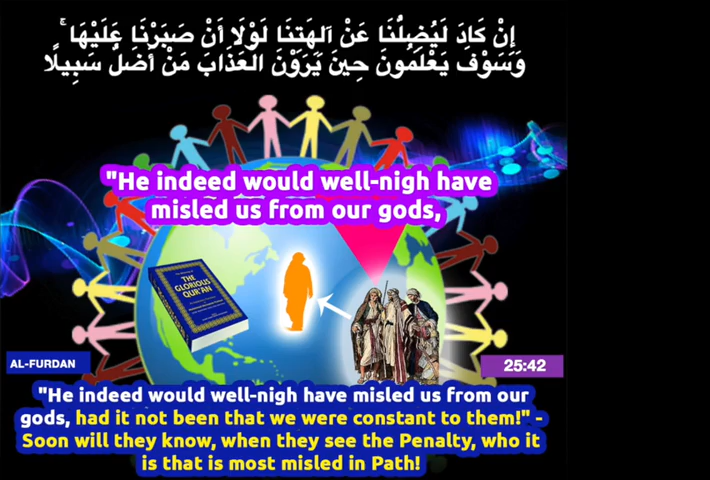 إِنْ كَادَ لَيُضِلُّنَا عَنْ آلِهَتِنَا لَوْلَا أَنْ صَبَرْنَا عَلَيْهَا ۚ
وَسَوْفَ يَعْلَمُونَ حِينَ يَرَوْنَ الْعَذَابَ مَنْ أَضَلُّ سَبِيلًا
"He indeed would well-nigh have
misled us from our gods,
THE
GLORIOUS
QUR'AN
AL-FURDAN
25:42
"He indeed would well-nigh have misled us from our
gods, had it not been that we were constant to them!" -
Soon will they know, when they see the Penalty, who it
is that is most misled in Path!